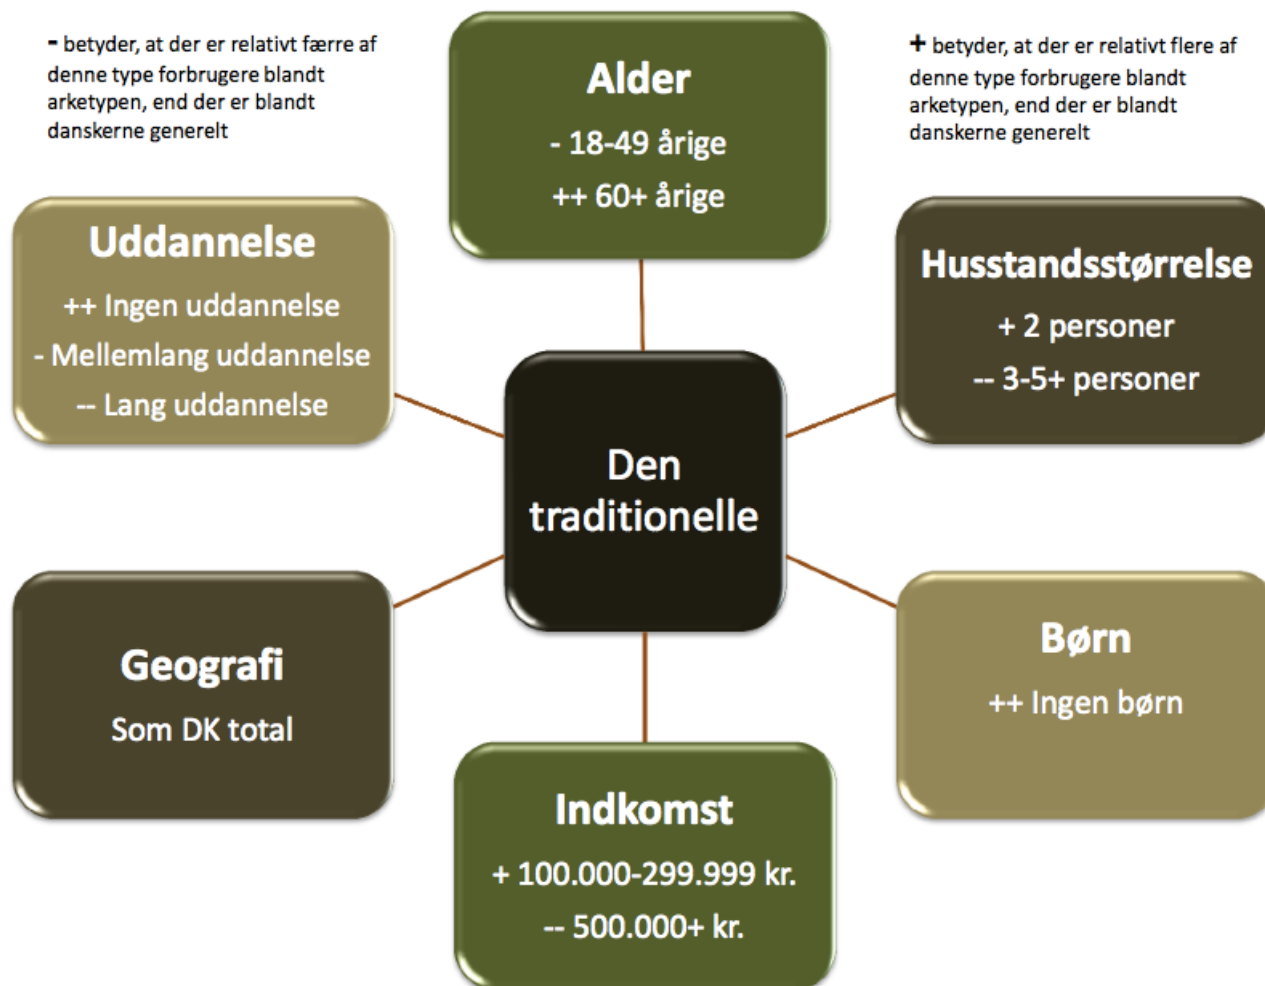 - betyder, at der er relativt færre af
denne type forbrugere blandt
arketypen, end der er blandt
danskerne generelt
+ betyder, at der er relativt flere af
denne type forbrugere blandt
arketypen, end der er blandt
danskerne generelt
Alder
- 18-49 årige
++ 60+ årige
Uddannelse
++ Ingen uddannelse
- Mellemlang uddannelse
-- Lang uddannelse
Husstandsstørrelse
+ 2 personer
-- 3-5+ personer
Den
traditionelle
Geografi
Som DK total
Børn
++ Ingen børn
Indkomst
+ 100.000-299.999 kr.
-- 500.000+ kr.